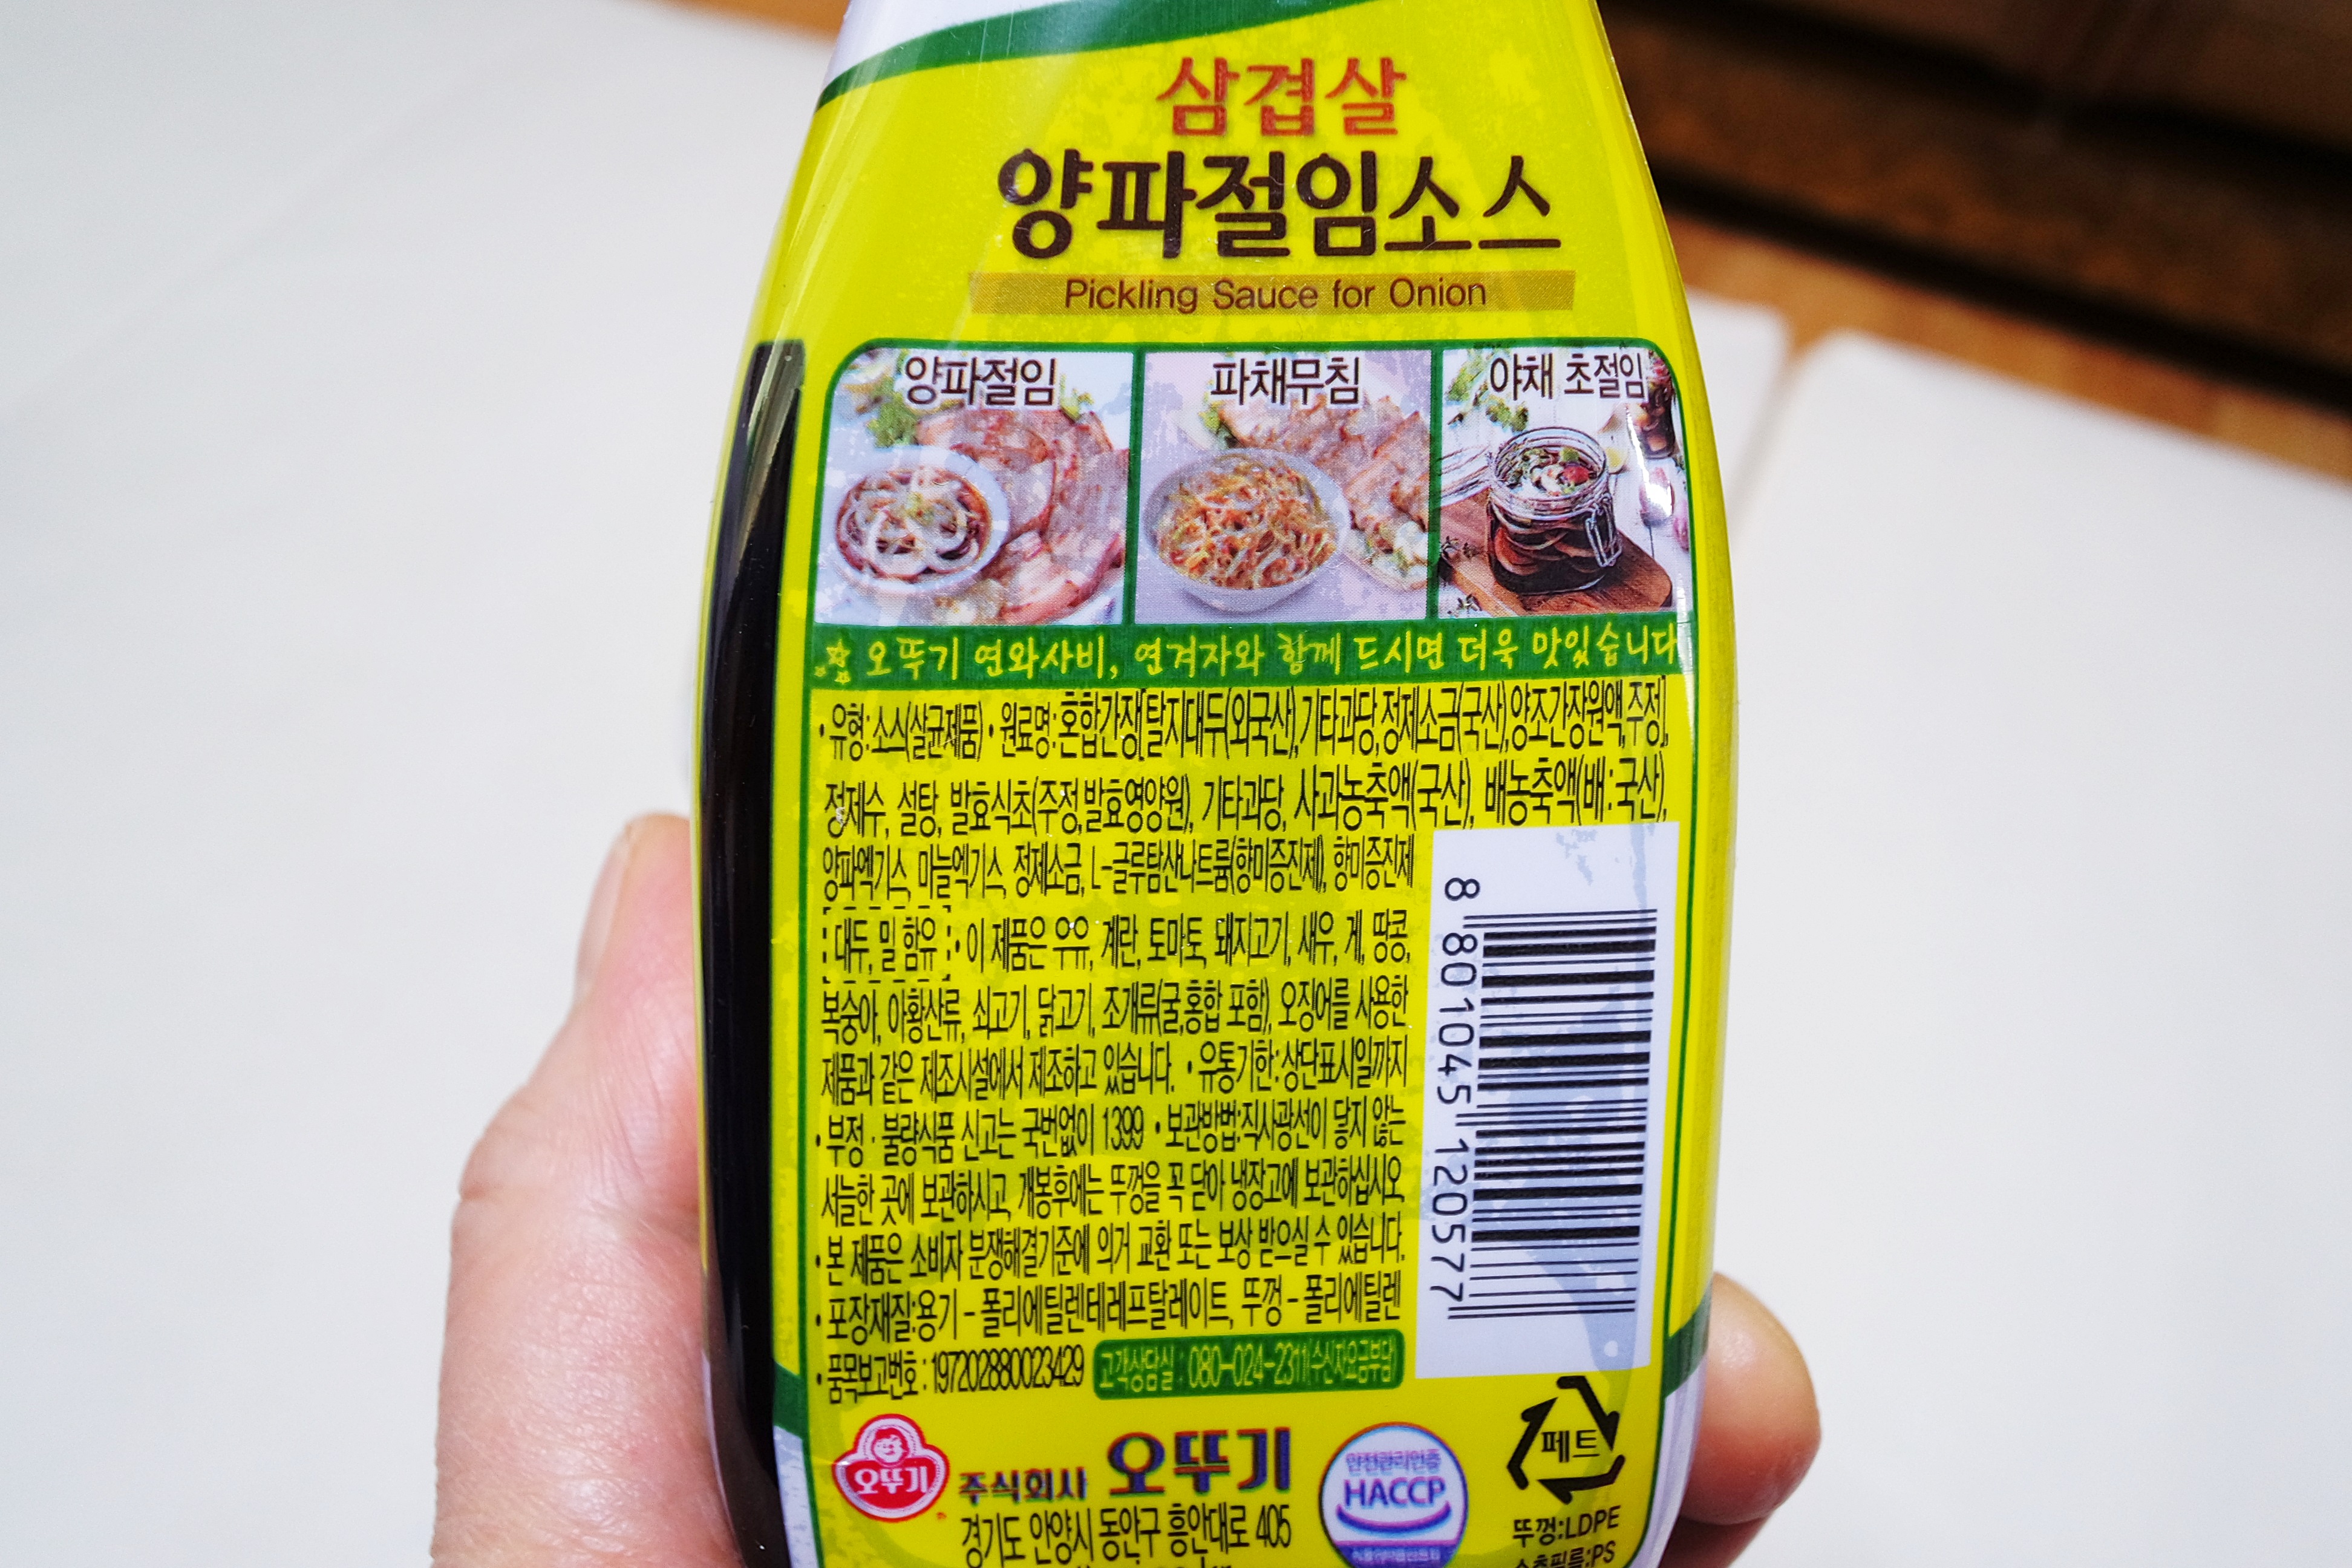 삼겹살
양파절임소스
Pickling Sauce for Onion
양파절임
파채무침
야채 초절임
오뚜기 연와사비, 연겨자와 함께 드시면 더욱 맛있습니다
•유형:소스(살균제품) •원료명:혼합간장[탈지대두(외국산),기타과당,정제소금(국산),양조간장원액,주정],
정제수, 설탕, 발효식초(주정,발효영양원), 기타과당, 사과농축액(국산), 배농축액(배:국산),
양파엑기스, 마늘엑기스, 정제소금, L-글루탐산나트륨(향미증진제), 향미증진제
대두, 밀 함유 •이 제품은 우유, 계란, 토마토, 돼지고기, 새우, 게, 땅콩,
복숭아, 아황산류, 쇠고기, 닭고기, 조개류(굴,홍합 포함), 오징어를 사용한
제품과 같은 제조시설에서 제조하고 있습니다. •유통기한:상단표시일까지
•부정·불량식품 신고는 국번없이 1399 •보관방법:직사광선이 닿지 않는
서늘한 곳에 보관하시고, 개봉후에는 뚜껑을 꼭 닫아 냉장고에 보관하십시오.
•본 제품은 소비자 분쟁해결기준에 의거 교환 또는 보상 받으실 수 있습니다.
•포장재질:용기-폴리에틸렌테레프탈레이트, 뚜껑-폴리에틸렌
•품목보고번호:197202880023429 고객상담실:080-024-2311(수신자요금부담)
8 801045 120577
오뚜기
주식회사 오뚜기
경기도 안양시 동안구 흥안대로 405
안전관리인증
HACCP
페트
뚜껑:LDPE